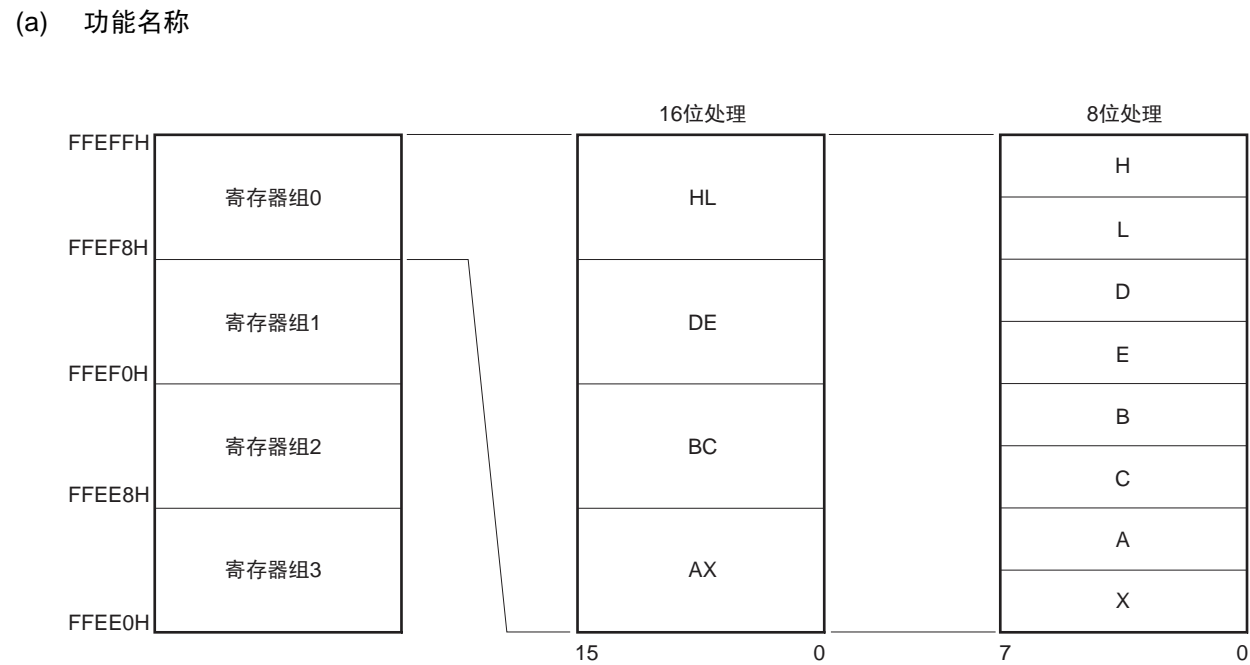 (a) 功能名称
16位处理 8位处理
FFEFFH
寄存器组0 HL H
L
FFEF8H
寄存器组1 DE D
E
FFEF0H
寄存器组2 BC B
C
FFEE8H
寄存器组3 AX A
X
FFEE0H
15 0 7 0